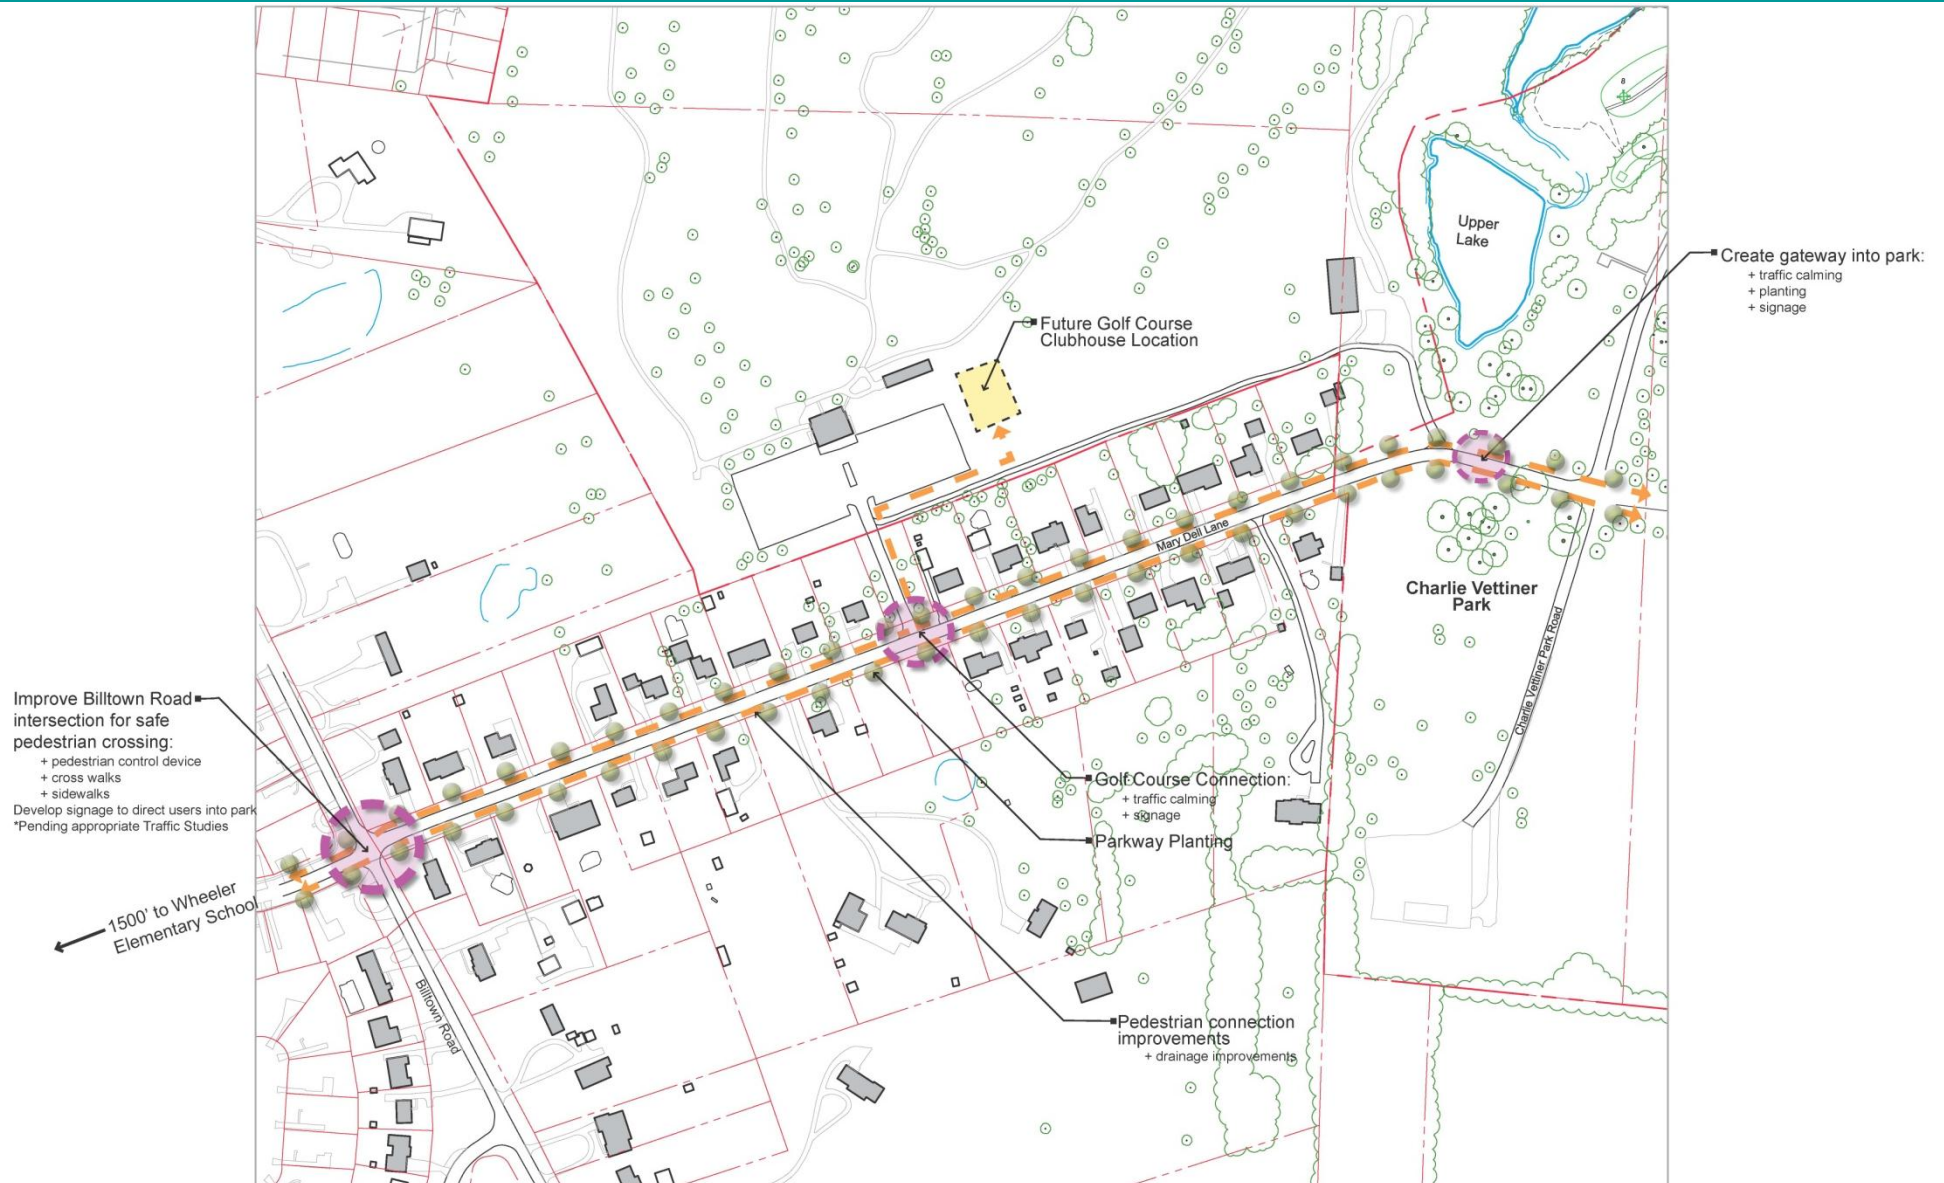 8
Upper
Lake
Create gateway into park:
+ traffic calming
+ planting
+ signage
Future Golf Course
Clubhouse Location
Mary Dell Lane
Charlie Vettiner
Park
Charlie Vettiner Park Road
Improve Billtown Road
intersection for safe
pedestrian crossing:
+ pedestrian control device
+ cross walks
+ sidewalks
Develop signage to direct users into park
*Pending appropriate Traffic Studies
Golf Course Connection:
+ traffic calming
+ signage
Parkway Planting
1500' to Wheeler
Elementary School
Billtown Road
Pedestrian connection
improvements
+ drainage improvements